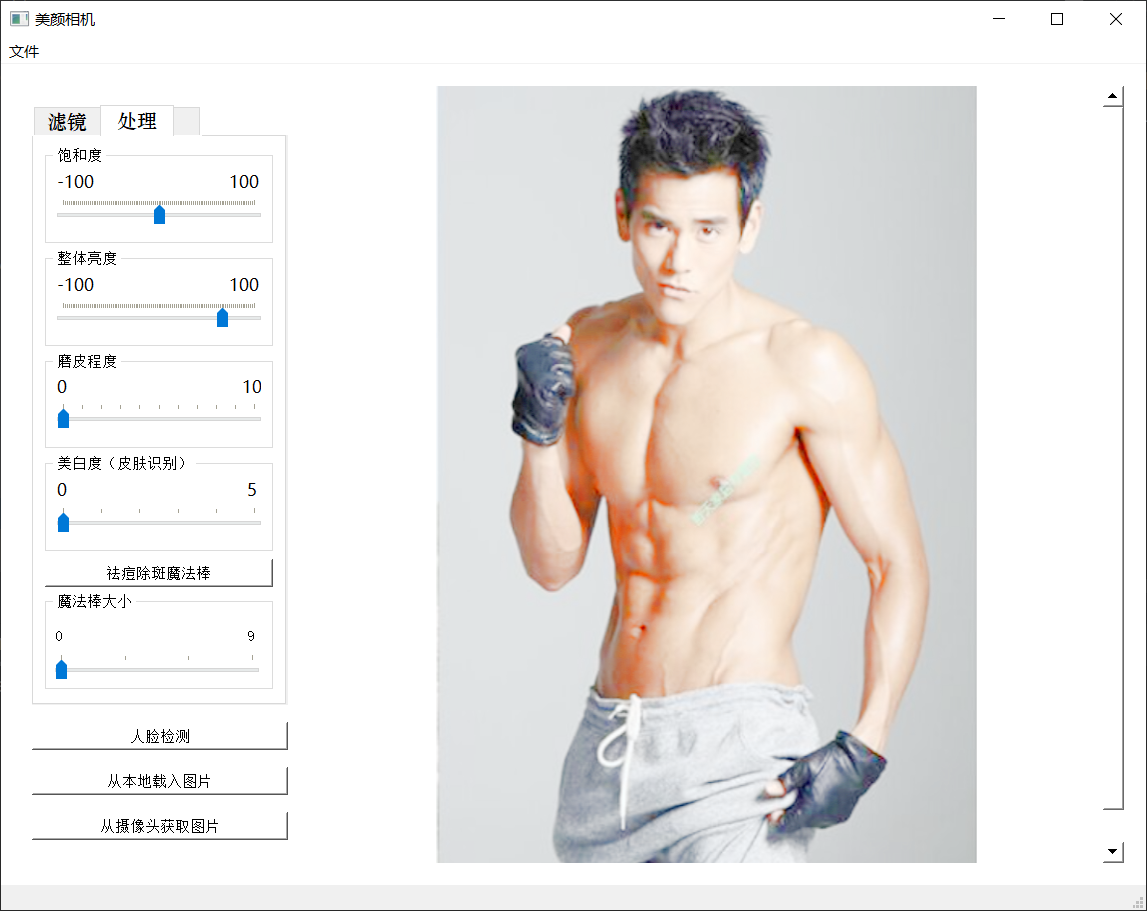 美颜相机
文件
滤镜
处理
饱和度
-100 100
整体亮度
-100 100
磨皮程度
0 10
美白度（皮肤识别）
0 5
祛痘除斑魔法棒
魔法棒大小
0 9
人脸检测
从本地载入图片
从摄像头获取图片